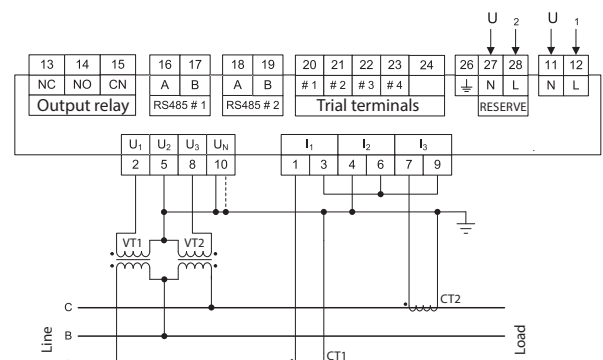 U 2 U 1
13 14 15 16 17 18 19 20 21 22 23 24 26 27 28 11 12
NC NO CN A B A B # 1 # 2 # 3 # 4 N L N L
Output relay RS485 # 1 RS485 # 2 Trial terminals RESERVE
U1 U2 U3 UN I1 I2 I3
2 5 8 10 1 3 4 6 7 9
VT1 VT2
CT2
C
B
Line
Load
CT1